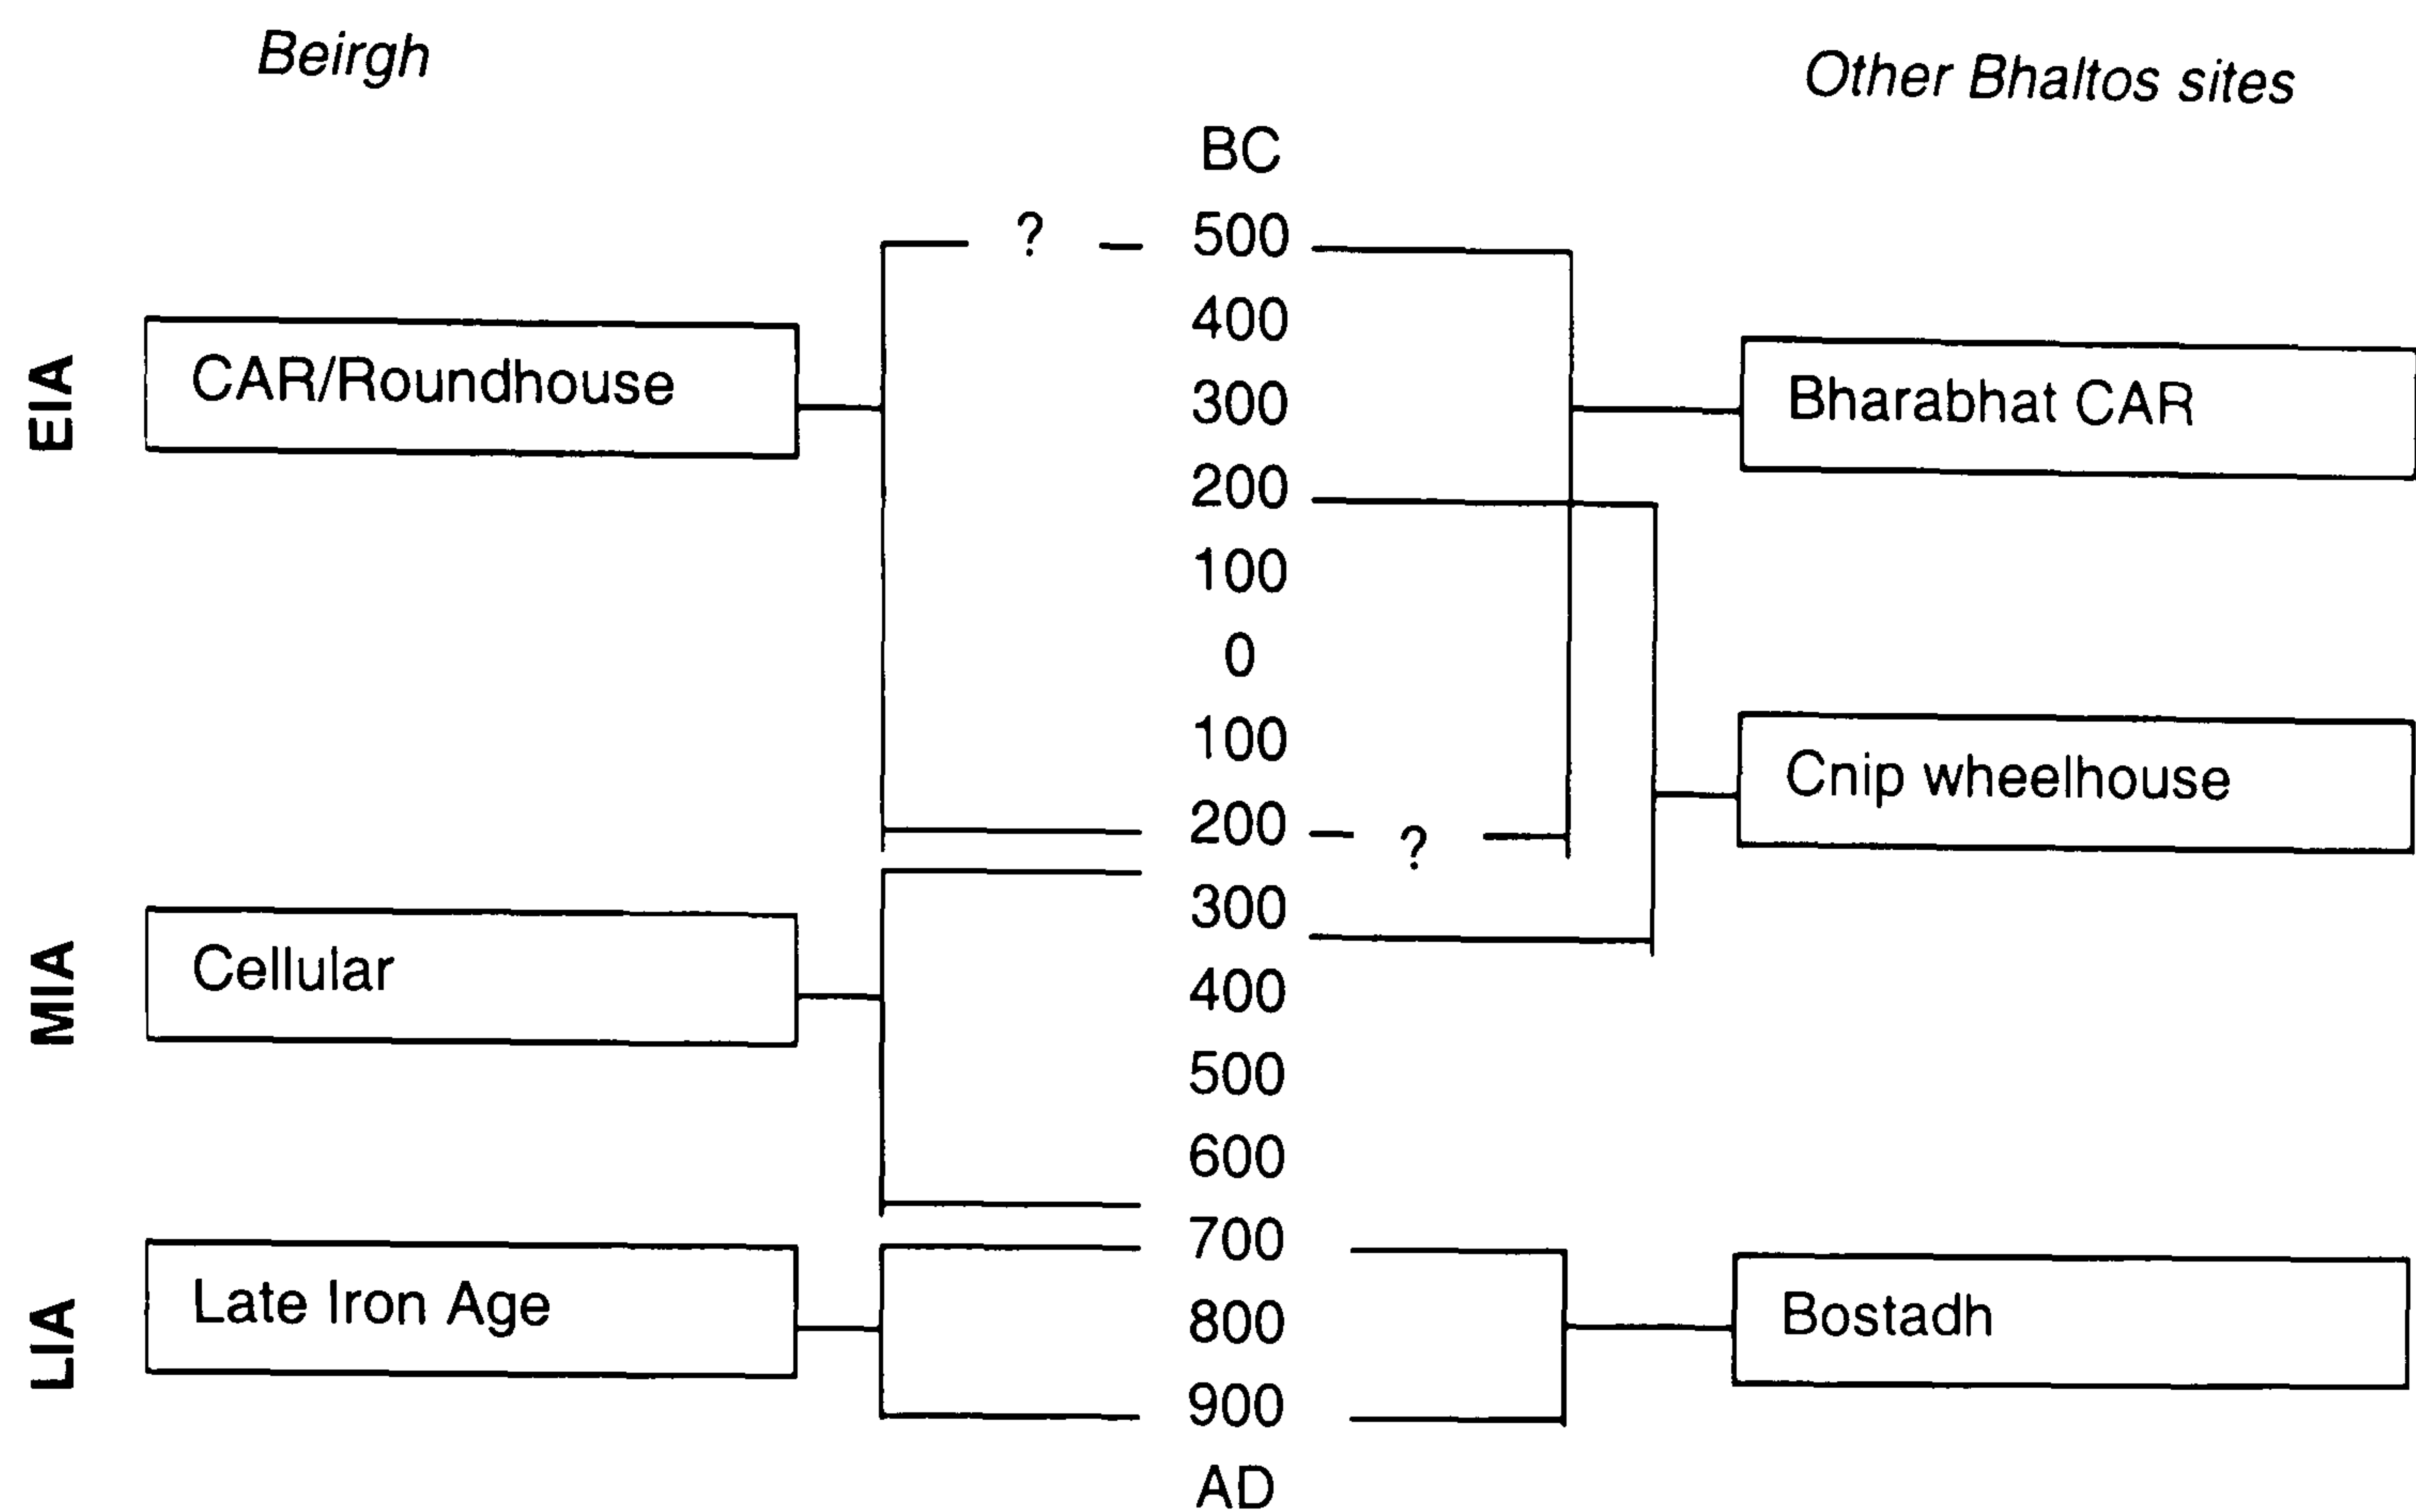 Beirgh
Other Bhaltos sites
BC
? 500
400
CAR/Roundhouse
EIA
300
Bharabhat CAR
200
100
0
100
Cnip wheelhouse
200 ?
300
Cellular
MIA
400
500
600
700
Late Iron Age
LIA
800
Bostadh
900
AD